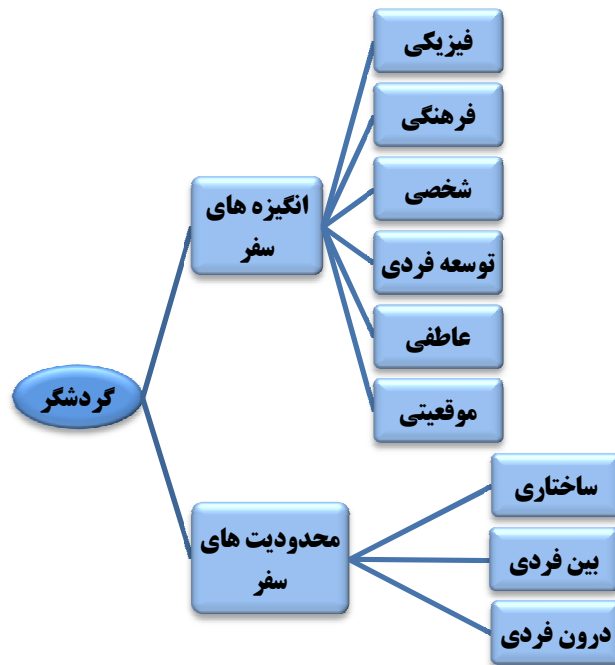 فیزیکی
فرهنگی
شخصی
انگیزه های
سفر
توسعه فردی
عاطفی
موقعیتی
گردشگر
ساختاری
محدودیت های
سفر
بین فردی
درون فردی